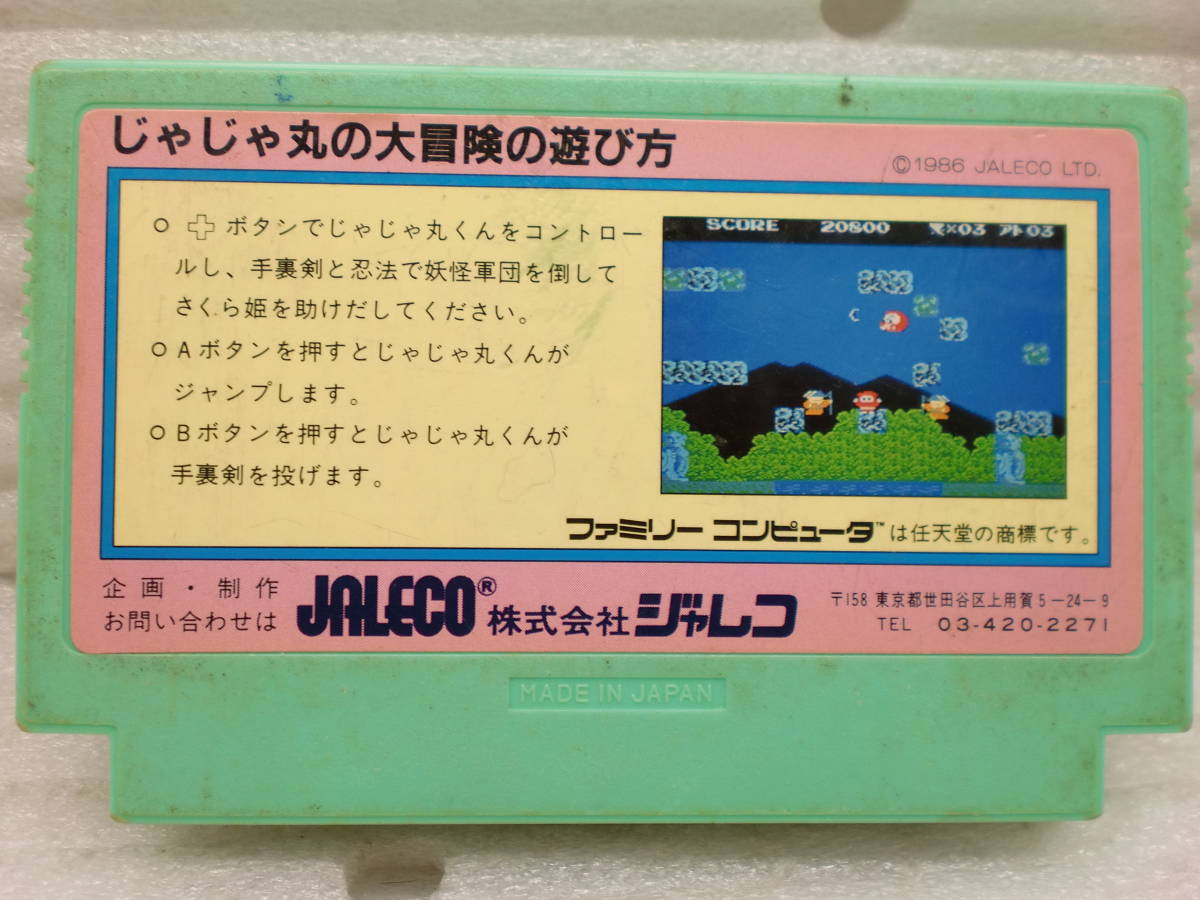 じゃじゃ丸の大冒険の遊び方
©1986 JALECO LTD.
○ ボタンでじゃじゃ丸くんをコントロー
ルし、手裏剣と忍法で妖怪軍団を倒して
さくら姫を助けだしてください。
○ Aボタンを押すとじゃじゃ丸くんが
ジャンプします。
○ Bボタンを押すとじゃじゃ丸くんが
手裏剣を投げます。
SCORE 20800 ×03 アト03
ファミリー コンピュータ™は任天堂の商標です。
企画・制作
お問い合わせは
JALECO® 株式会社ジャレコ
〒158 東京都世田谷区上用賀5-24-9
TEL 03-420-2271
MADE IN JAPAN